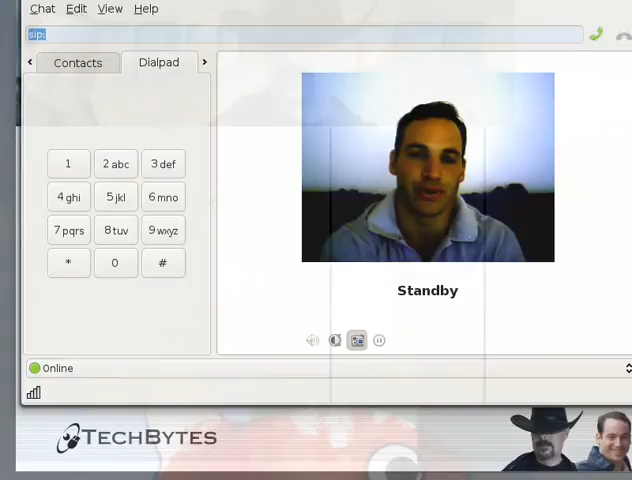 Chat Edit View Help
sip:
Contacts Dialpad
1 2 abc 3 def
4 ghi 5 jkl 6 mno
7 pqrs 8 tuv 9 wxyz
* 0 #
Standby
Online
TECHBYTES